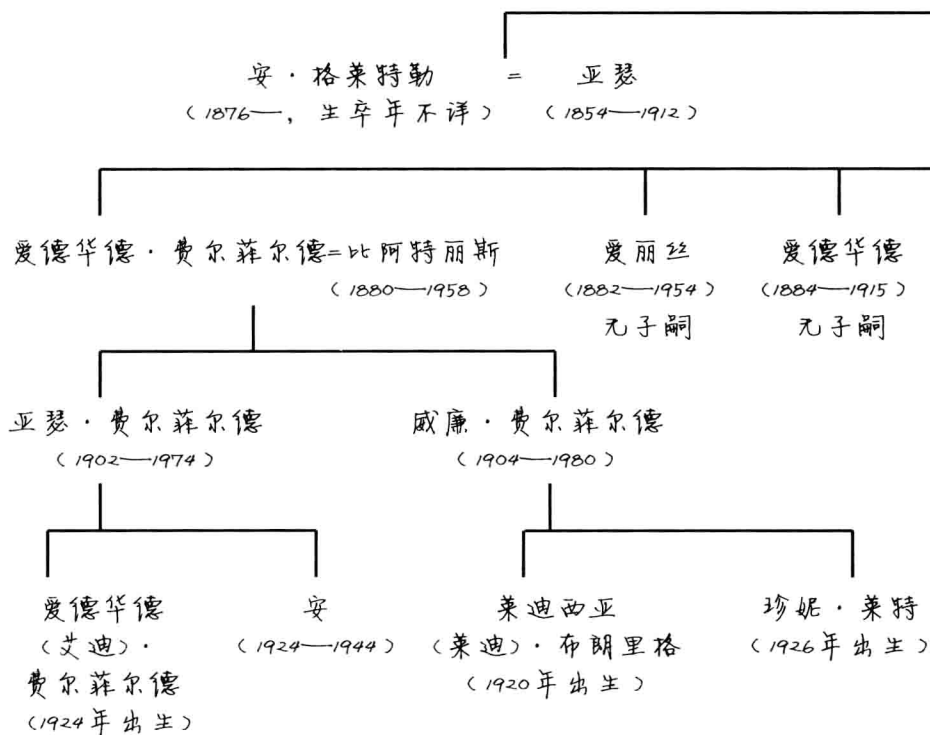 安·格莱特勒 = 亚瑟
(1876——, 生卒年不详) (1854——1912)
爱德华德·费尔菲尔德=比阿特丽斯 爱丽丝 爱德华德
(1880——1958) (1882——1954) (1884——1915)
无子嗣 无子嗣
亚瑟·费尔菲尔德 威廉·费尔菲尔德
(1902——1974) (1904——1980)
爱德华德 安 莱迪西亚 珍妮·莱特
(艾迪)· (1924——1944) (莱迪)·布朗里格 (1926年出生)
费尔菲尔德 (1920年出生)
(1924年出生)